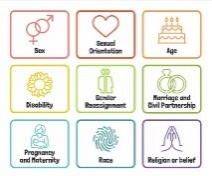 Sex
Sexual
Orientation
Age
Disability
Gender
Reassignment
Marriage and
Civil Partnership
Pregnancy
and Maternity
Race
Religion or belief